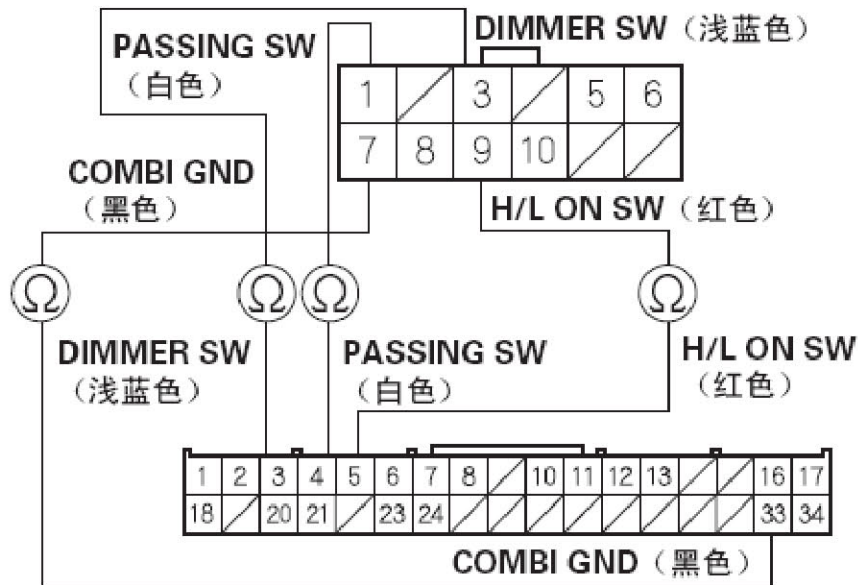 DIMMER SW（浅蓝色）
PASSING SW
（白色）
1 3 5 6
7 8 9 10
COMBI GND
（黑色）
H/L ON SW（红色）
Ω Ω Ω Ω
DIMMER SW
（浅蓝色）
PASSING SW
（白色）
H/L ON SW
（红色）
1 2 3 4 5 6 7 8 10 11 12 13 16 17
18 20 21 23 24 33 34
COMBI GND（黑色）